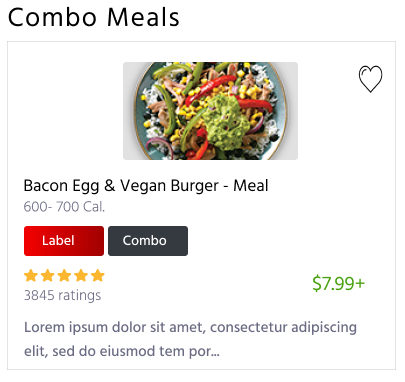 Combo Meals
Bacon Egg & Vegan Burger - Meal
600- 700 Cal.
Label
Combo
3845 ratings
$7.99+
Lorem ipsum dolor sit amet, consectetur adipiscing
elit, sed do eiusmod tem por...